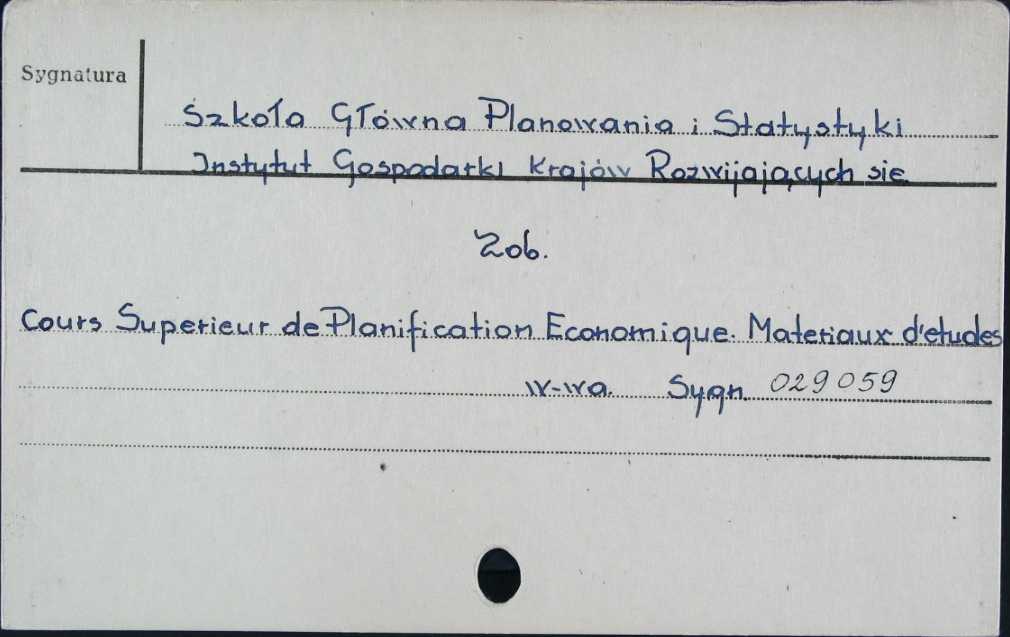 Sygnatura
Szkoła Główna Planowania i Statystyki
Instytut Gospodarki Krajów Rozwijających sie
Zob.
Cours Superieur de Planification Economique. Materiaux d'etudes
W-wa. Sygn. 029059